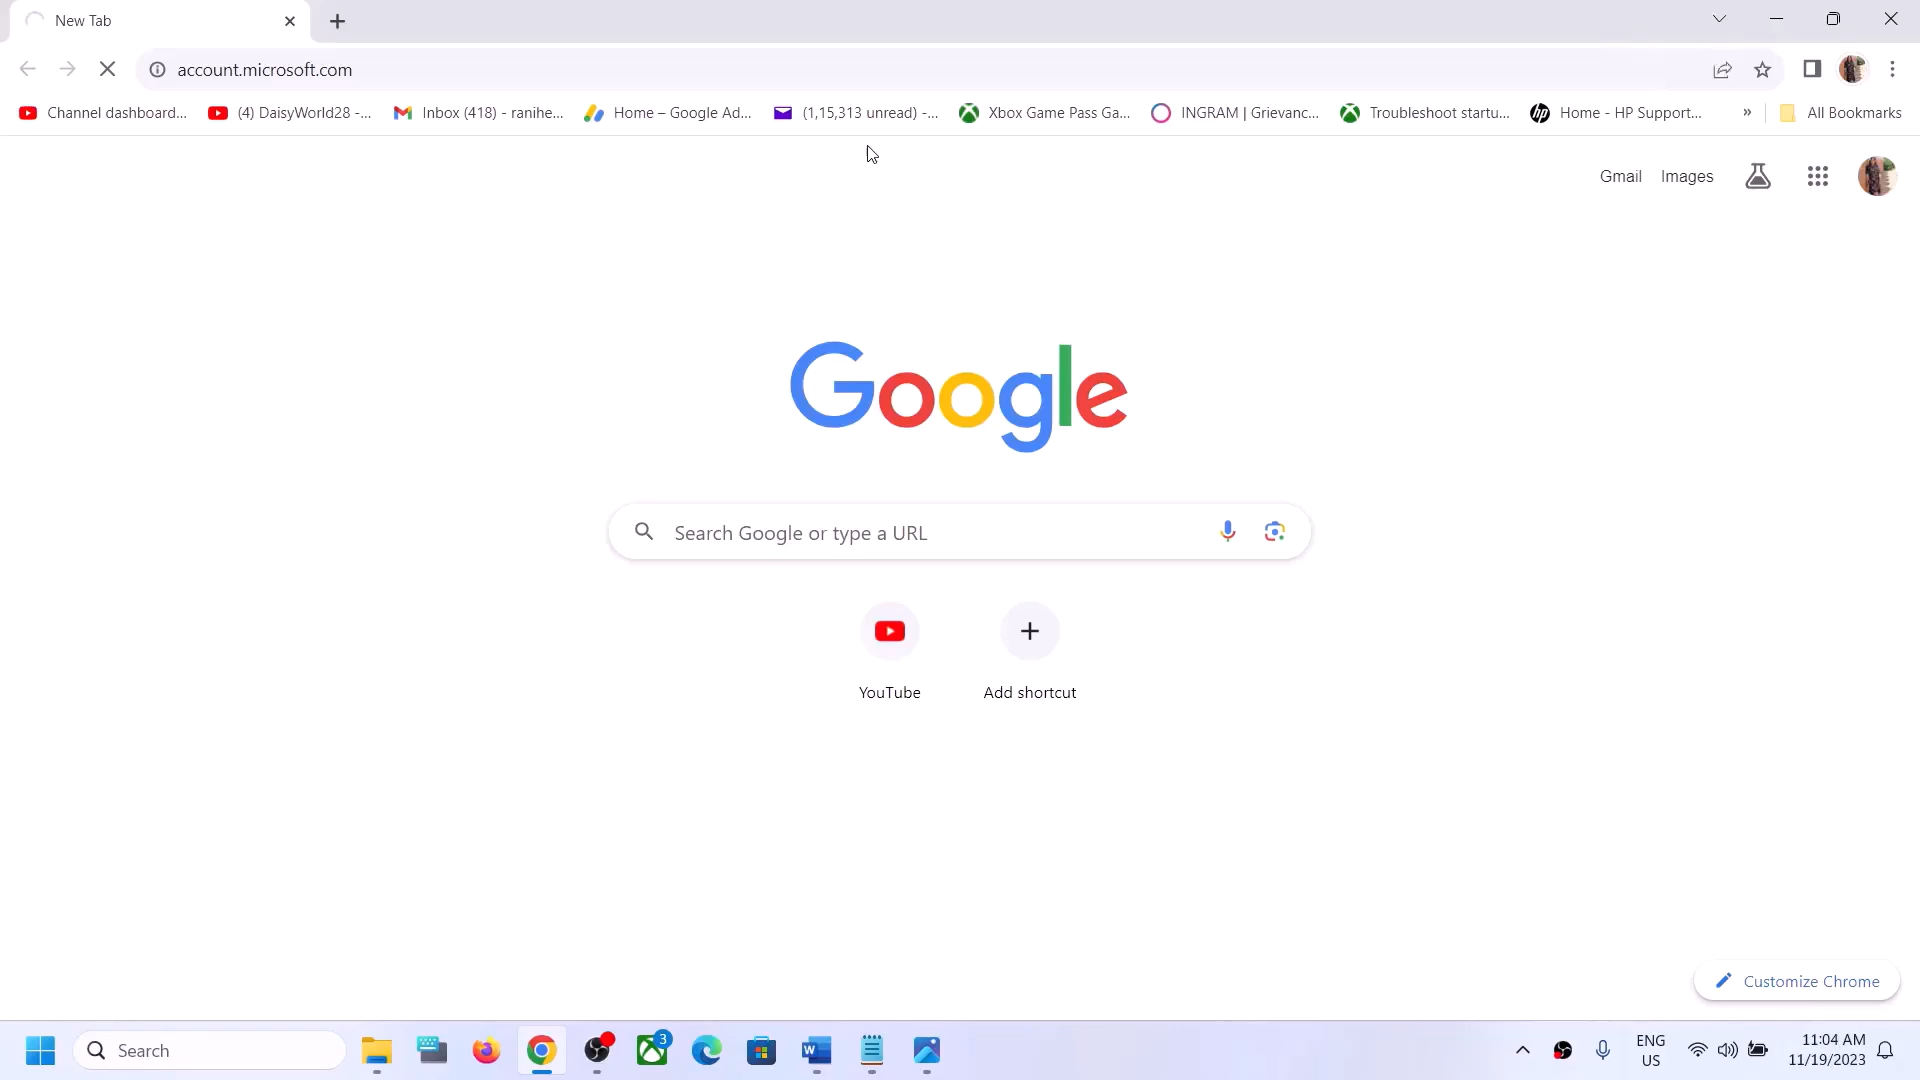 New Tab
account.microsoft.com
Channel dashboard...
(4) DaisyWorld28 -...
Inbox (418) - ranihe...
Home – Google Ad...
(1,15,313 unread) -...
Xbox Game Pass Ga...
INGRAM | Grievanc...
Troubleshoot startu...
hp
Home - HP Support...
»
All Bookmarks
Gmail
Images
Google
Search Google or type a URL
YouTube
Add shortcut
Customize Chrome
Search
3
W
ENG
US
11:04 AM
11/19/2023